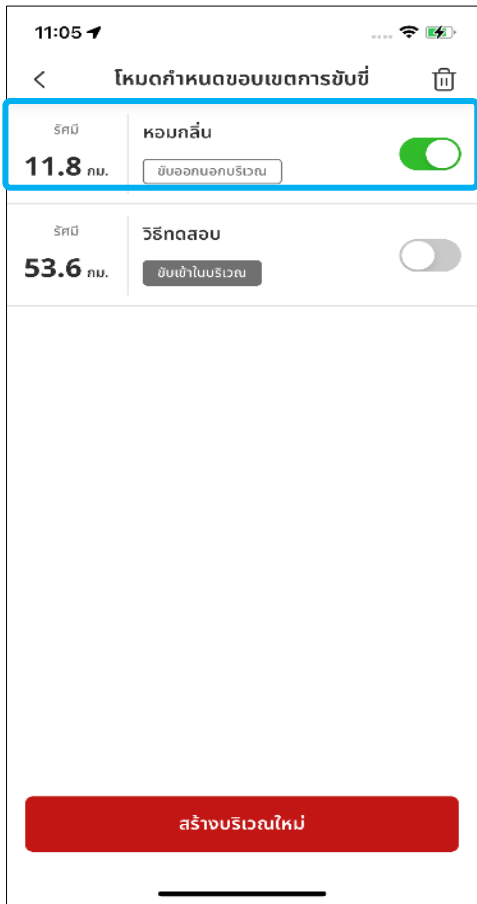 11:05
โหมดกำหนดขอบเขตการขับขี่
รัศมี
11.8 กม.
หอมกลิ่น
ขับออกนอกบริเวณ
รัศมี
53.6 กม.
วิธีทดสอบ
ขับเข้าในบริเวณ
สร้างบริเวณใหม่